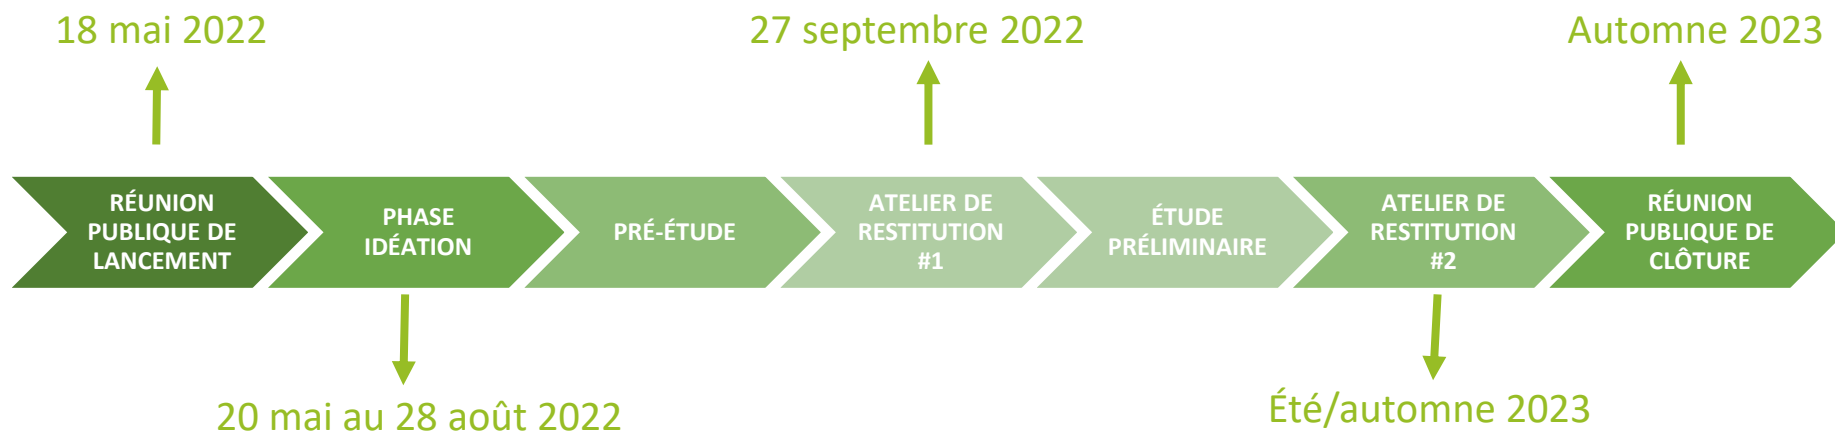 18 mai 2022
27 septembre 2022
Automne 2023
RÉUNION
PUBLIQUE DE
LANCEMENT
PHASE
IDÉATION
PRÉ-ÉTUDE
ATELIER DE
RESTITUTION
#1
ÉTUDE
PRÉLIMINAIRE
ATELIER DE
RESTITUTION
#2
RÉUNION
PUBLIQUE DE
CLÔTURE
20 mai au 28 août 2022
Été/automne 2023